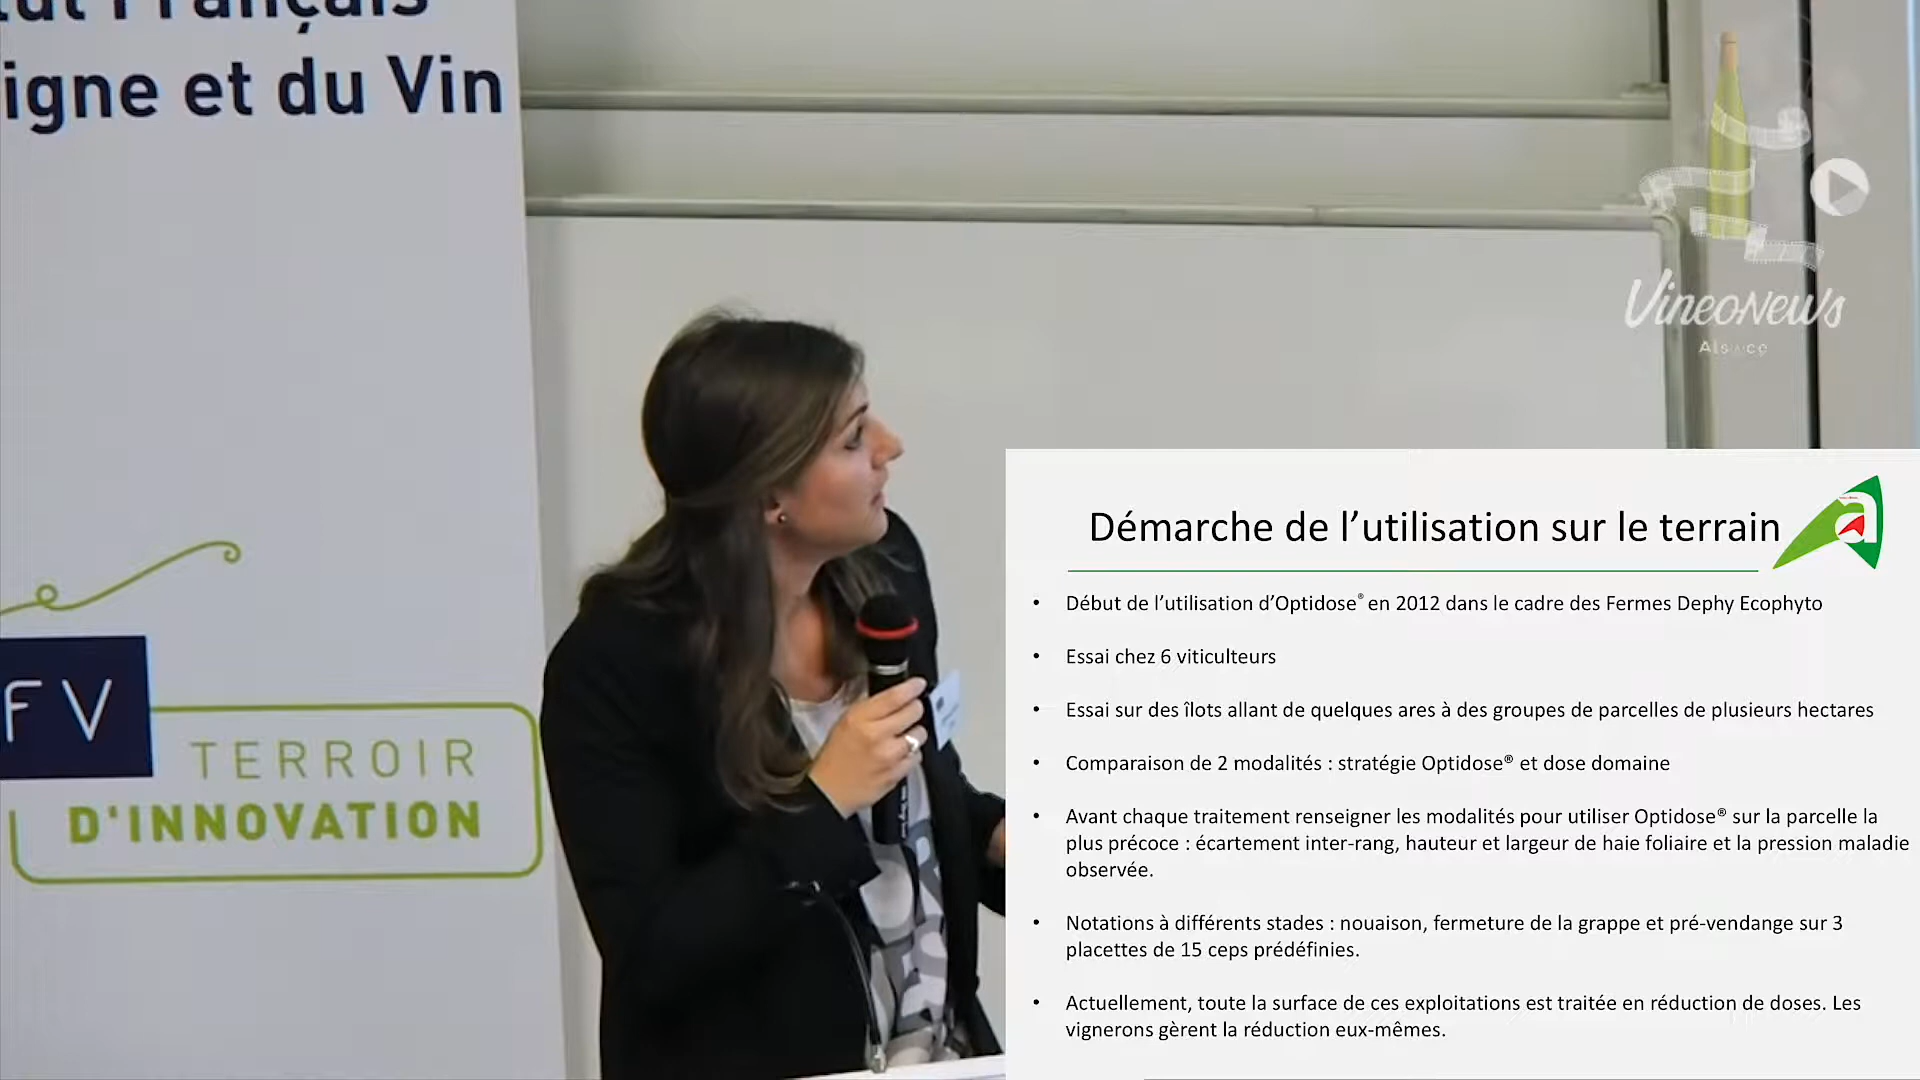 Français
igne et du Vin
FV
TERROIR
D'INNOVATION
VineoNews
Alsace
Démarche de l’utilisation sur le terrain
• Début de l’utilisation d’Optidose® en 2012 dans le cadre des Fermes Dephy Ecophyto
• Essai chez 6 viticulteurs
• Essai sur des îlots allant de quelques ares à des groupes de parcelles de plusieurs hectares
• Comparaison de 2 modalités : stratégie Optidose® et dose domaine
• Avant chaque traitement renseigner les modalités pour utiliser Optidose® sur la parcelle la
plus précoce : écartement inter-rang, hauteur et largeur de haie foliaire et la pression maladie
observée.
• Notations à différents stades : nouaison, fermeture de la grappe et pré-vendange sur 3
placettes de 15 ceps prédéfinies.
• Actuellement, toute la surface de ces exploitations est traitée en réduction de doses. Les
vignerons gèrent la réduction eux-mêmes.